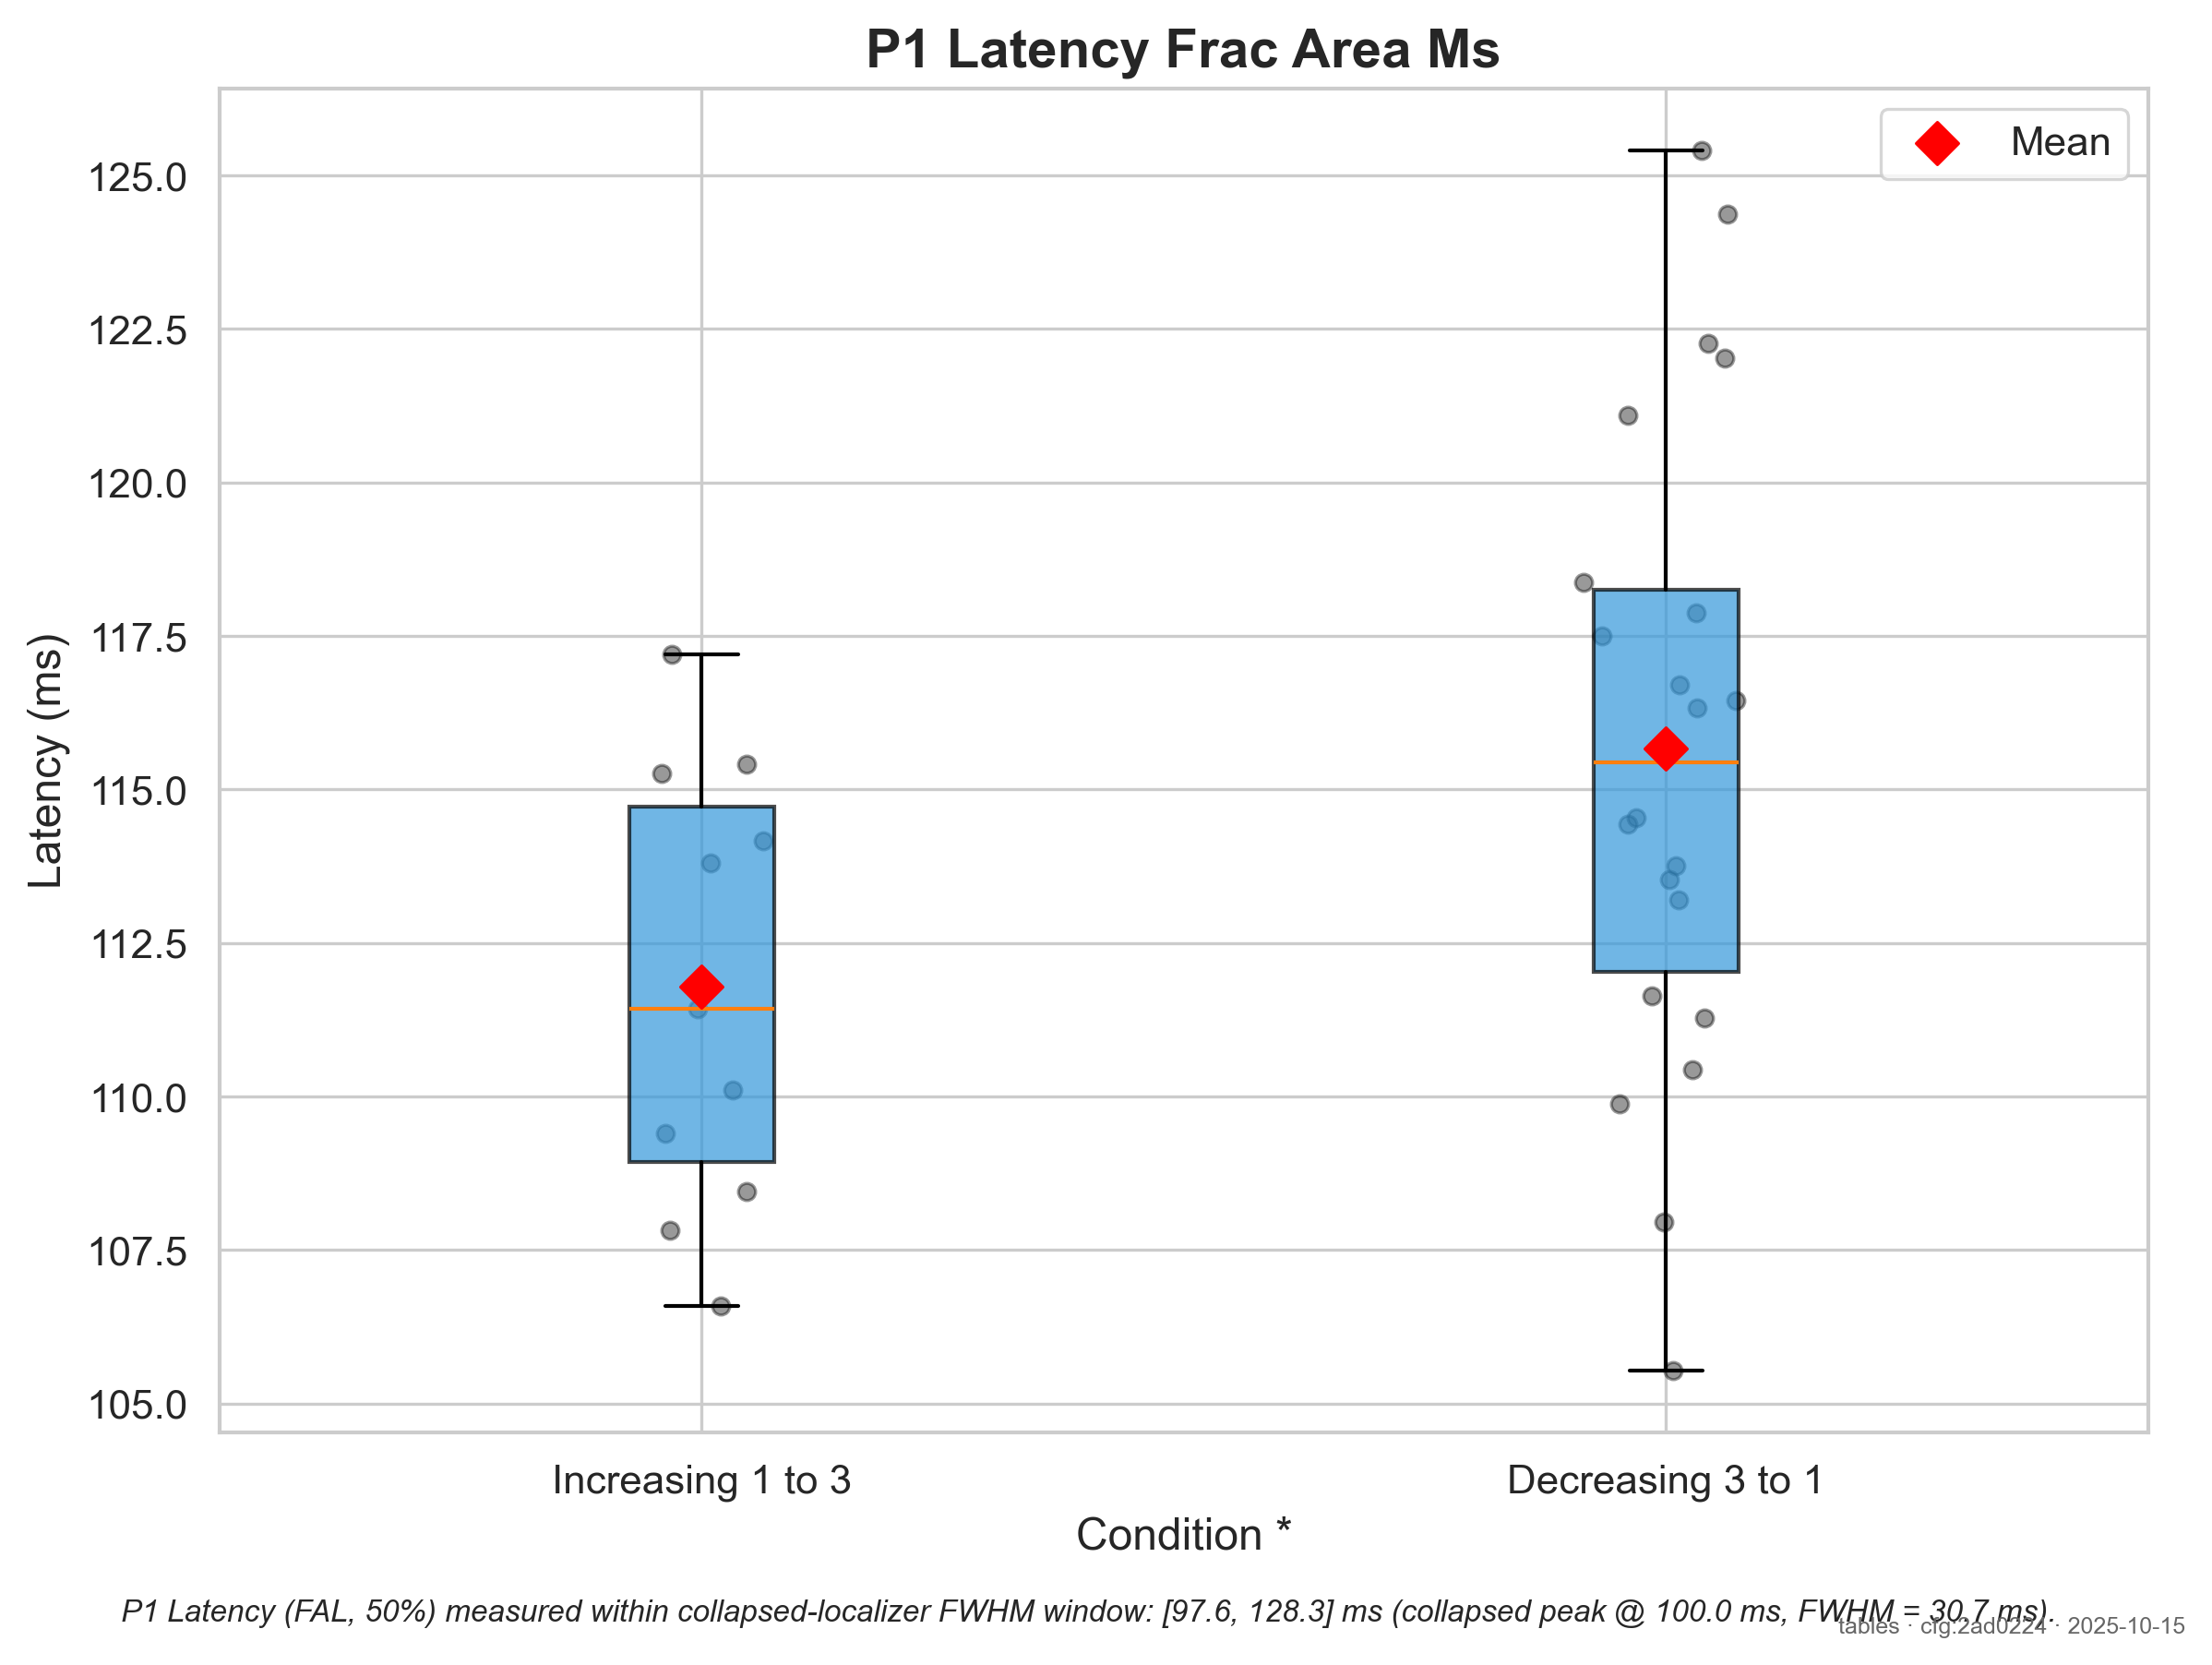 P1 Latency Frac Area Ms
Mean
125.0
122.5
120.0
117.5
115.0
112.5
110.0
107.5
105.0
Latency (ms)
Increasing 1 to 3
Decreasing 3 to 1
Condition *
P1 Latency (FAL, 50%) measured within collapsed-localizer FWHM window: [97.6, 128.3] ms (collapsed peak @ 100.0 ms, FWHM = 30.7 ms).
tables · cfg:2ad0224 · 2025-10-15